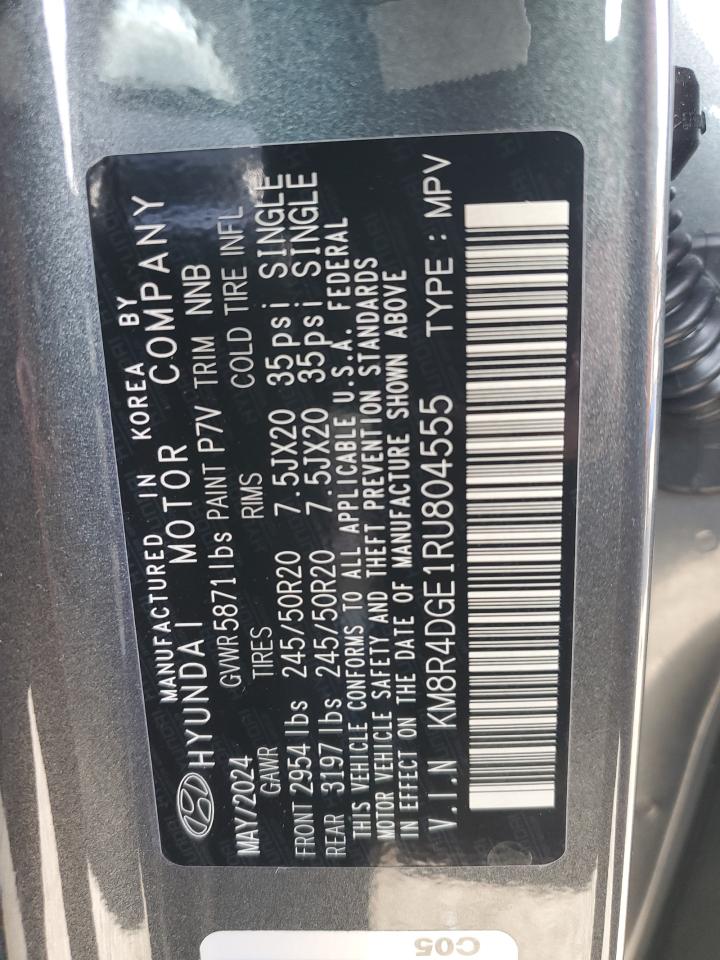 MANUFACTURED IN KOREA BY
HYUNDAI MOTOR COMPANY
MAY/2024 GVWR5871lbs PAINT P7V TRIM NNB
GAWR TIRES RIMS COLD TIRE INFL
FRONT 2954 lbs 245/50R20 7.5JX20 35psi SINGLE
REAR 3197 lbs 245/50R20 7.5JX20 35psi SINGLE
THIS VEHICLE CONFORMS TO ALL APPLICABLE U.S.A. FEDERAL
MOTOR VEHICLE SAFETY AND THEFT PREVENTION STANDARDS
IN EFFECT ON THE DATE OF MANUFACTURE SHOWN ABOVE
V.I.N KM8R4DGE1RU804555 TYPE : MPV
C05